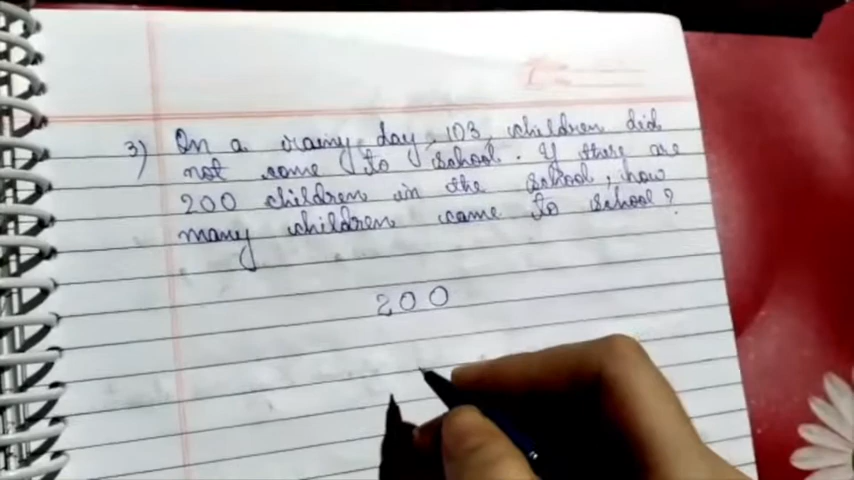 3) On a rainy day, 103, children did
not come to school. If there are
200 children in the school, how
many children came to school?
200